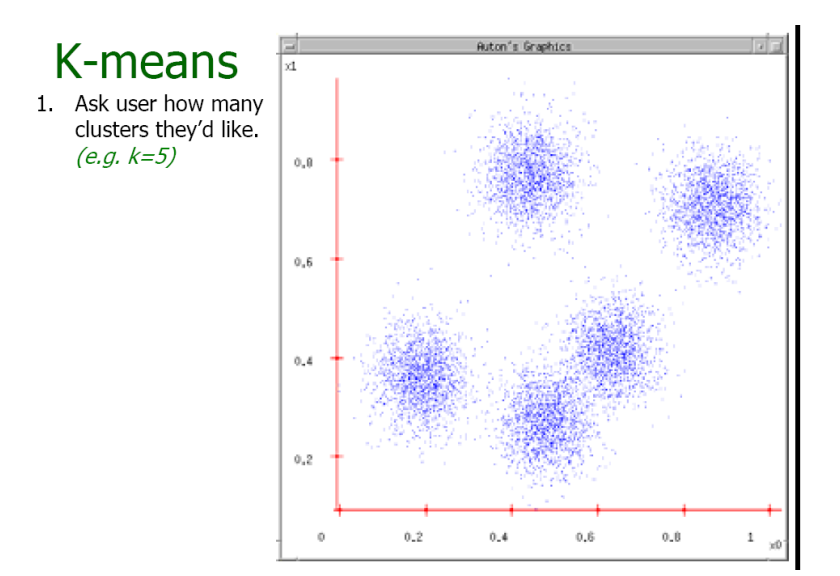 K-means
1. Ask user how many
clusters they'd like.
(e.g. k=5)
Auton's Graphics
x1
0.8
0.6
0.4
0.2
0 0.2 0.4 0.6 0.8 1
x0